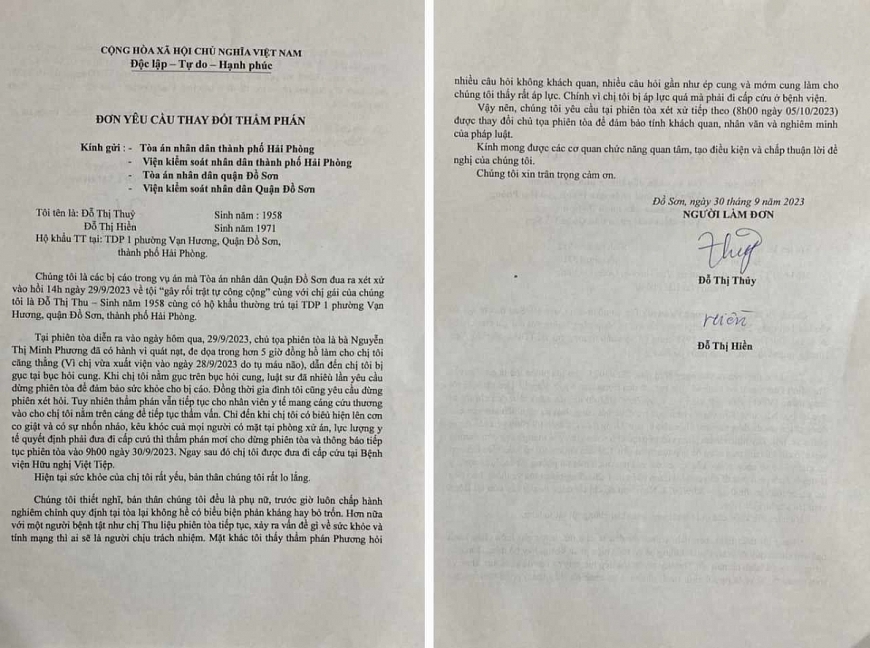 CỘNG HÒA XÃ HỘI CHỦ NGHĨA VIỆT NAM
Độc lập – Tự do – Hạnh phúc
ĐƠN YÊU CẦU THAY ĐỔI THẨM PHÁN
Kính gửi : - Tòa án nhân dân thành phố Hải Phòng
- Viện kiểm soát nhân dân thành phố Hải Phòng
- Tòa án nhân dân quận Đồ Sơn
- Viện kiểm soát nhân dân Quận Đồ Sơn
Tôi tên là: Đỗ Thị Thuỷ Sinh năm : 1958
Đỗ Thị Hiền Sinh năm 1971
Hộ khẩu TT tại: TDP 1 phường Vạn Hương, Quận Đồ Sơn,
thành phố Hải Phòng.
Chúng tôi là các bị cáo trong vụ án mà Tòa án nhân dân Quận Đồ Sơn đưa ra xét xử
vào hồi 14h ngày 29/9/2023 về tội “gây rối trật tự công cộng” cùng với chị gái của chúng
tôi là Đỗ Thị Thu – Sinh năm 1958 cùng có hộ khẩu thường trú tại TDP 1 phường Vạn
Hương, quận Đồ Sơn, thành phố Hải Phòng.
Tại phiên tòa diễn ra vào ngày hôm qua, 29/9/2023, chủ tọa phiên tòa là bà Nguyễn
Thị Minh Phương đã có hành vi quát nạt, đe dọa trong hơn 5 giờ đồng hồ làm cho chị tôi
căng thẳng (Vì chị vừa xuất viện vào ngày 28/9/2023 do tụ máu não), dẫn đến chị tôi bị
gục tại bục hỏi cung. Khi chị tôi nằm gục trên bục hỏi cung, luật sư đã nhiều lần yêu cầu
dừng phiên tòa để đảm bảo sức khỏe cho bị cáo. Đồng thời gia đình tôi cũng yêu cầu dừng
phiên xét hỏi. Tuy nhiên thẩm phán vẫn tiếp tục cho nhân viên y tế mang cáng cứu thương
vào cho chị tôi nằm trên cáng để tiếp tục thẩm vấn. Chỉ đến khi chị tôi có biểu hiện lên cơn
co giật và có sự nhốn nháo, kêu khóc cuả mọi người có mặt tại phòng xử án, lực lượng y
tế quyết định phải đưa đi cấp cưú thì thẩm phán mơí cho dừng phiên tòa và thông báo tiếp
tục phiên tòa vào 9h00 ngày 30/9/2023. Ngay sau đó chị tôi được đưa đi cấp cứu tại Bệnh
viện Hữu nghị Việt Tiệp.
Hiện tại sức khỏe của chị tôi rất yếu, bản thân chúng tôi rất lo lắng.
Chúng tôi thiết nghĩ, bản thân chúng tôi đều là phụ nữ, trước giờ luôn chấp hành
nghiêm chỉnh quy định tại tòa lại không hề có biểu biện phản kháng hay bỏ trốn. Hơn nữa
với một người bệnh tật như chị Thu liệu phiên tòa tiếp tục, xảy ra vấn đề gì về sức khỏe và
tính mạng thì ai sẽ là người chịu trách nhiệm. Mặt khác tôi thấy thẩm phán Phương hỏi
nhiều câu hỏi không khách quan, nhiều câu hỏi gần như ép cung và mớm cung làm cho
chúng tôi thấy rất áp lực. Chính vì chị tôi bị áp lực quá mà phải đi cấp cứu ở bệnh viện.
Vậy nên, chúng tôi yêu cầu tại phiên tòa xét xử tiếp theo (8h00 ngày 05/10/2023)
được thay đổi chủ tọa phiên tòa để đảm bảo tính khách quan, nhân văn và nghiêm minh
của pháp luật.
Kính mong được các cơ quan chức năng quan tâm, tạo điều kiện và chấp thuận lời đề
nghị của chúng tôi.
Chúng tôi xin trân trọng cảm ơn.
Đồ Sơn, ngày 30 tháng 9 năm 2023
NGƯỜI LÀM ĐƠN
Thuỷ
Đỗ Thị Thủy
Hiền
Đỗ Thị Hiền